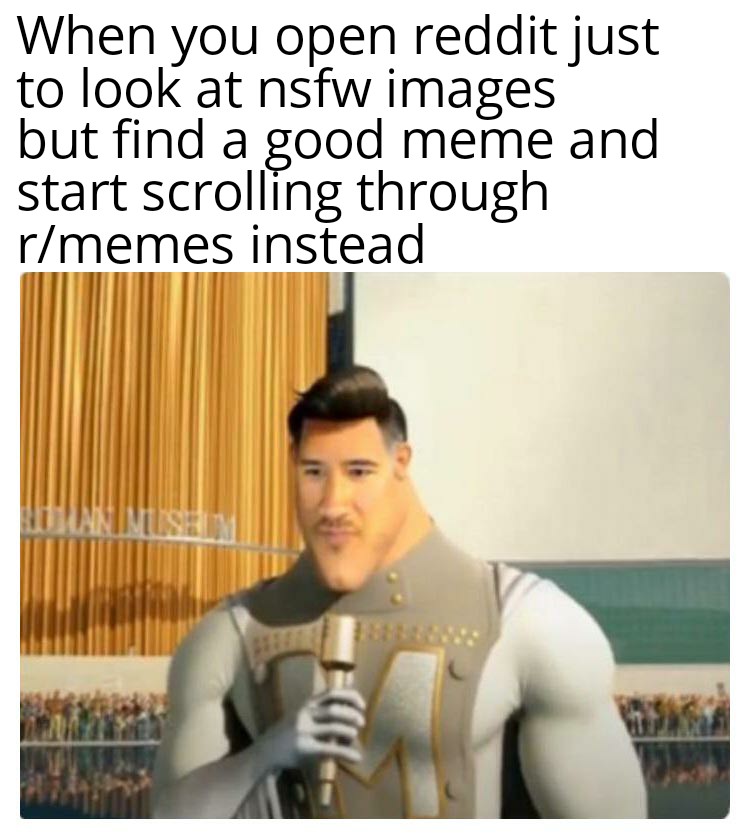 When you open reddit just
to look at nsfw images
but find a good meme and
start scrolling through
r/memes instead
MUSEUM
M